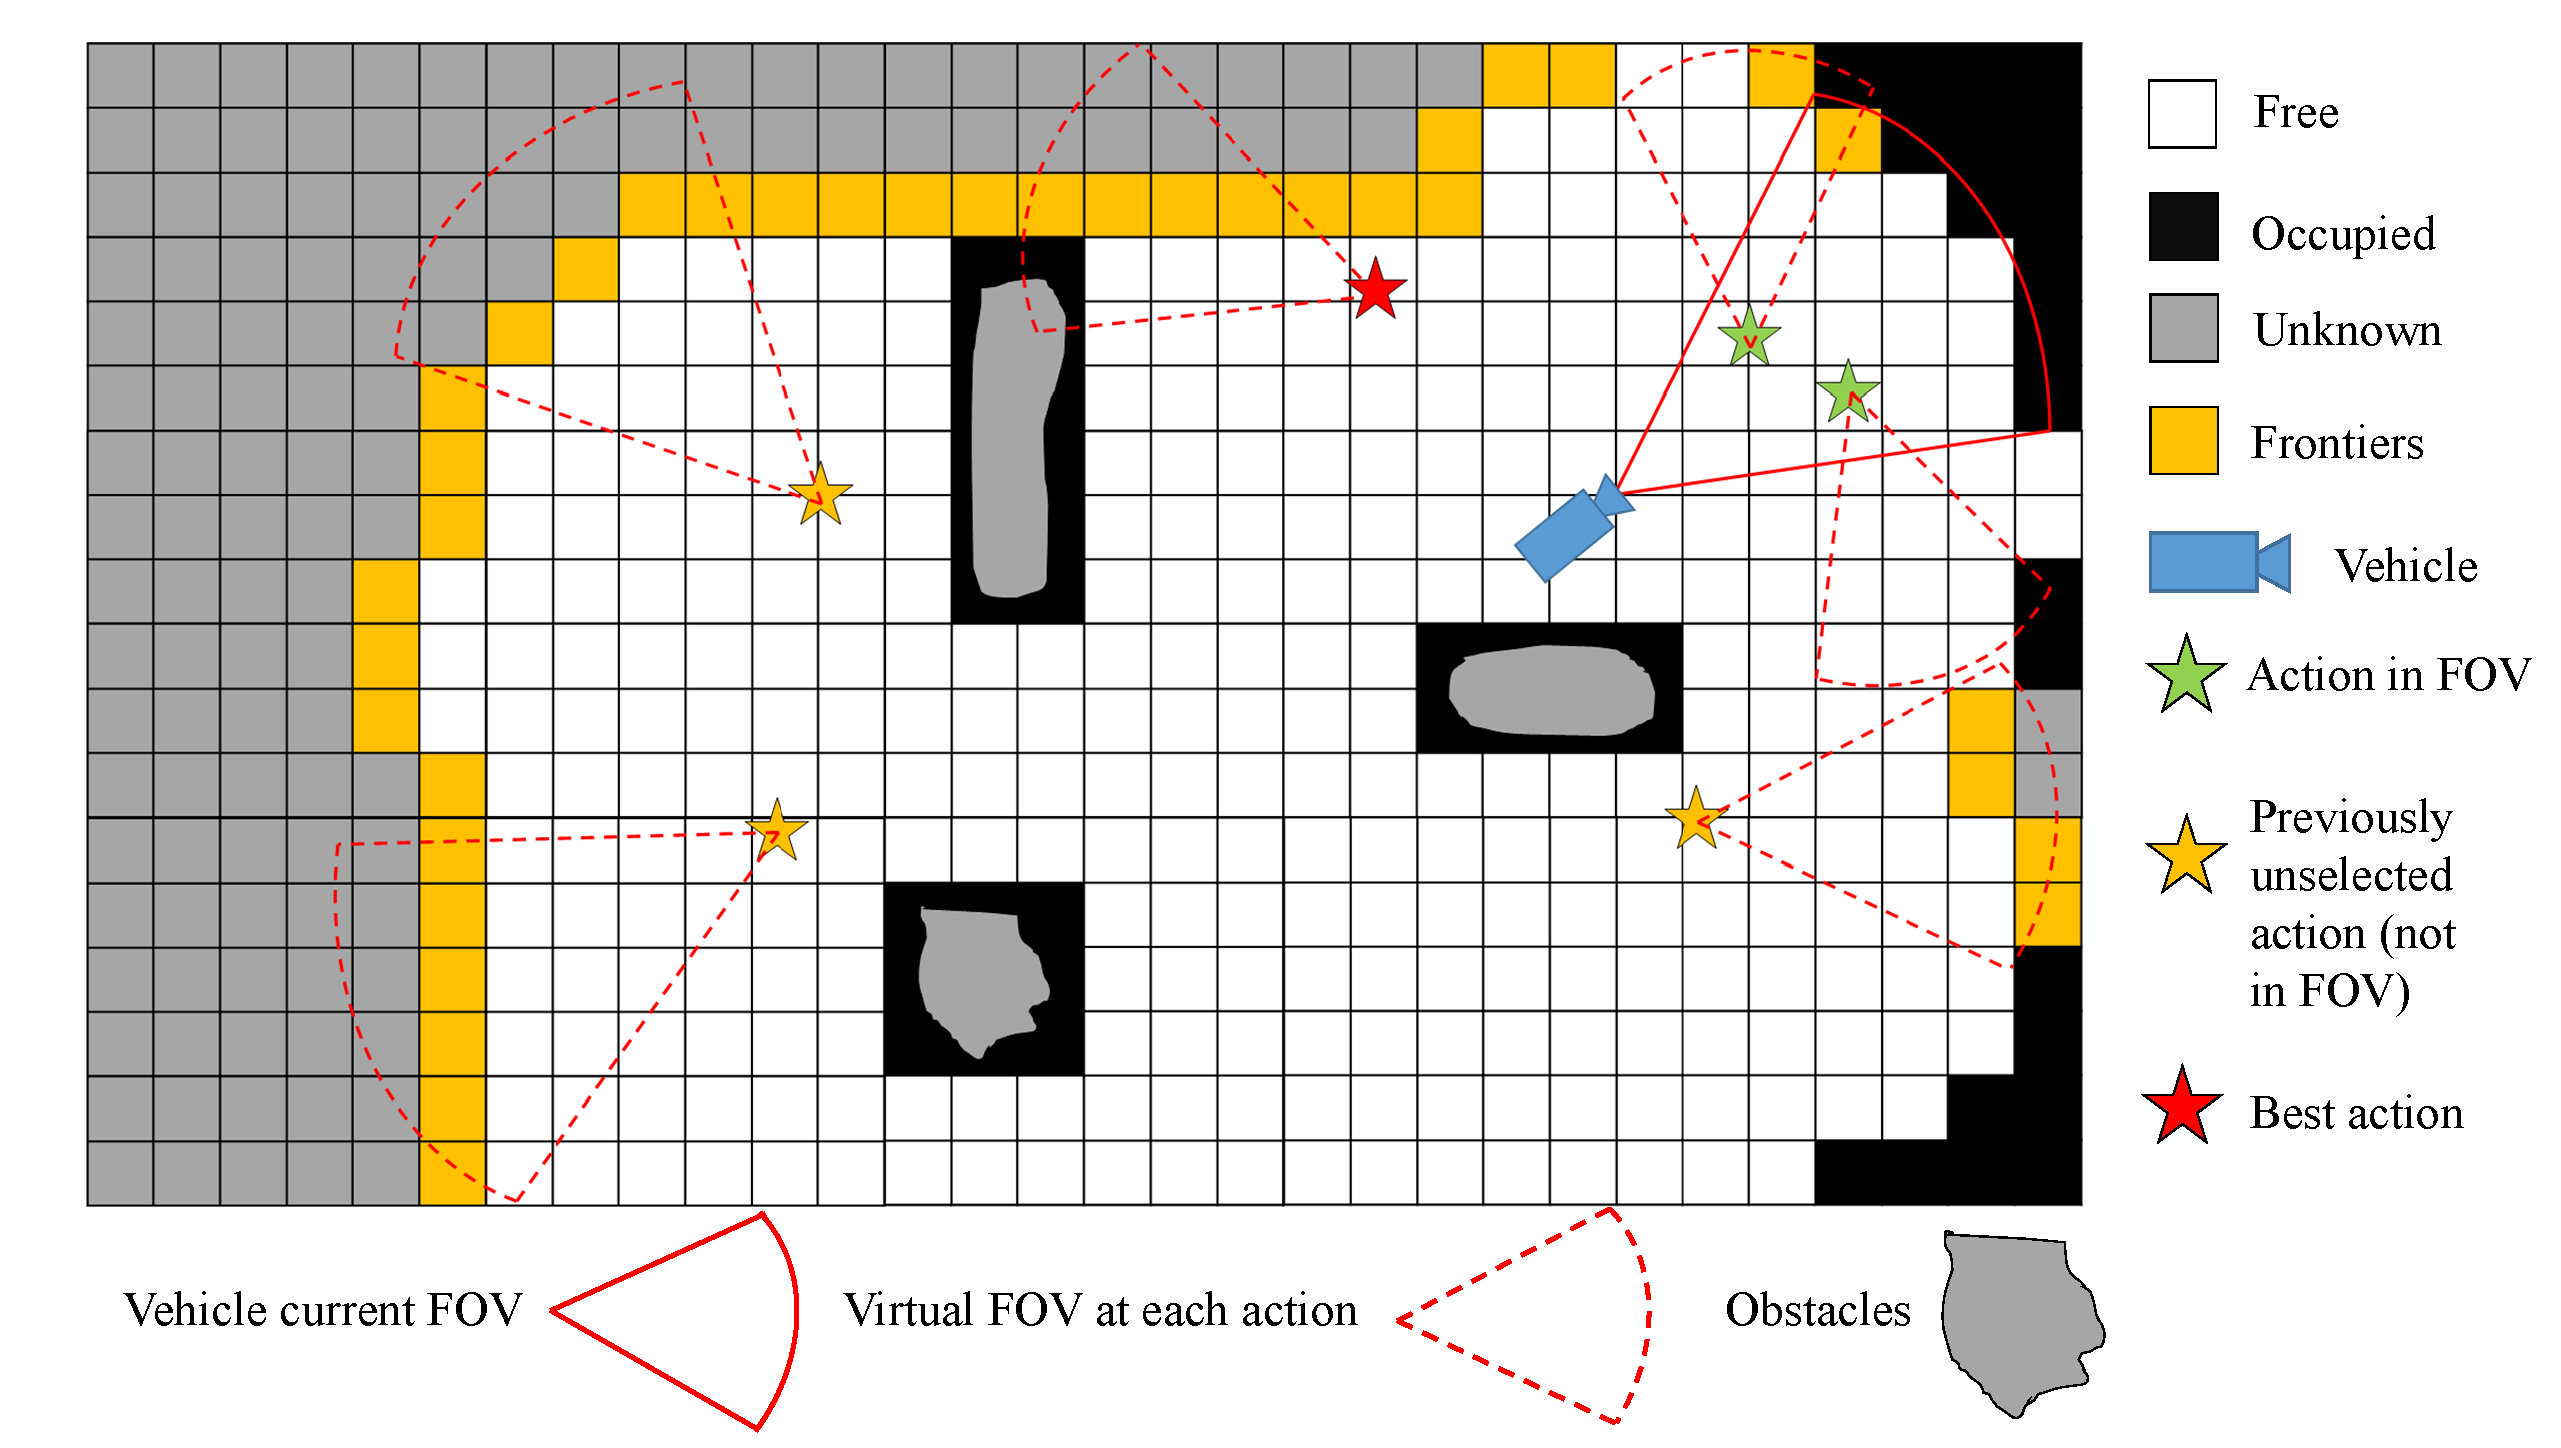 Free
Occupied
Unknown
Frontiers
Vehicle
Action in FOV
Previously
unselected
action (not
in FOV)
Best action
Vehicle current FOV
Virtual FOV at each action
Obstacles